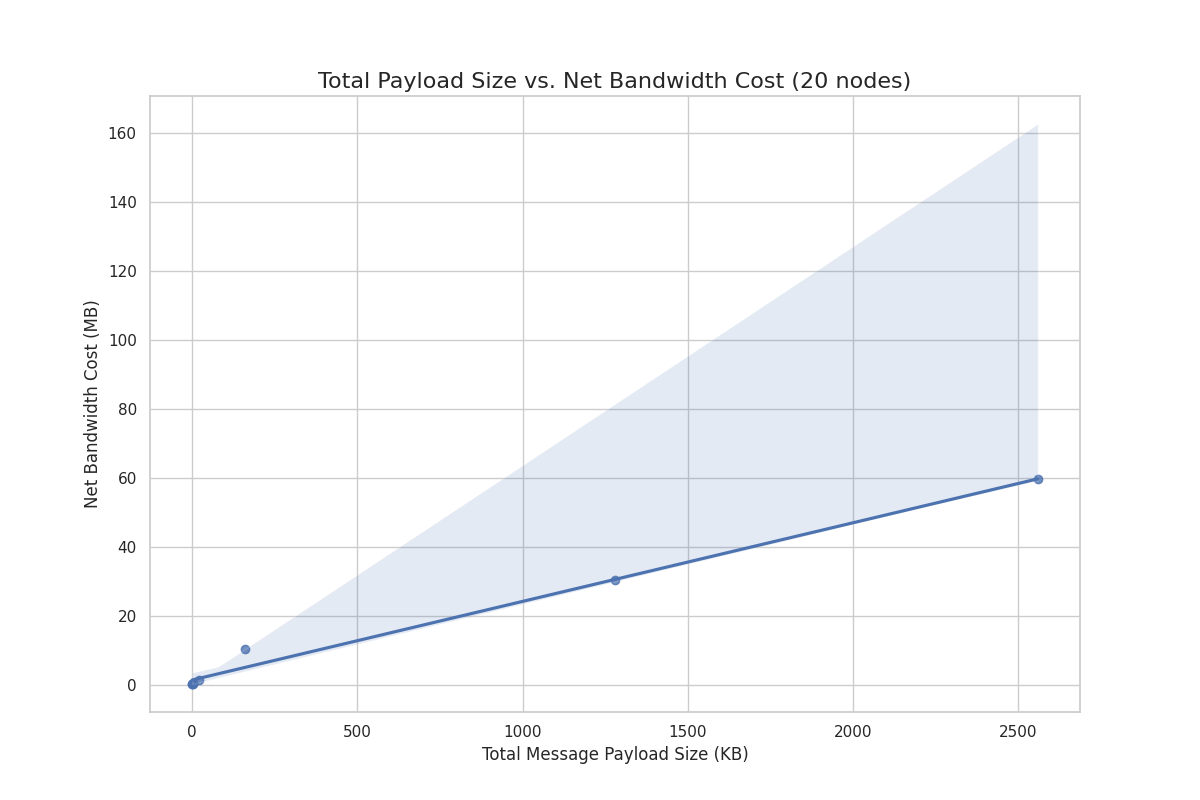 Total Payload Size vs. Net Bandwidth Cost (20 nodes)
Net Bandwidth Cost (MB)
160
140
120
100
80
60
40
20
0
0 500 1000 1500 2000 2500
Total Message Payload Size (KB)